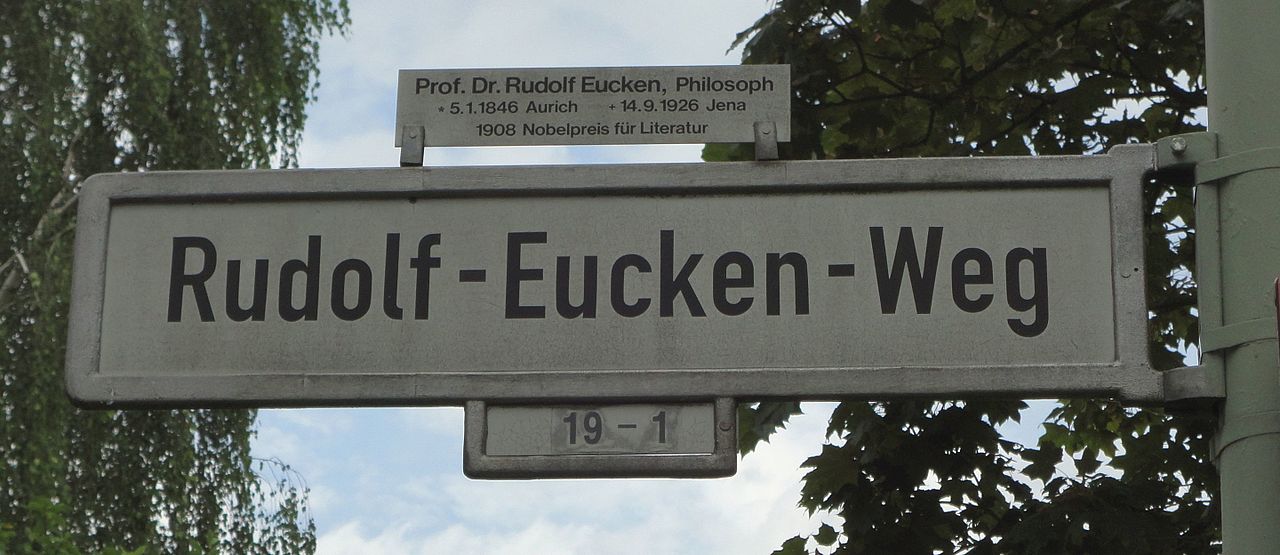 Prof. Dr. Rudolf Eucken, Philosoph
* 5.1.1846 Aurich + 14.9.1926 Jena
1908 Nobelpreis für Literatur
Rudolf-Eucken-Weg
19 – 1